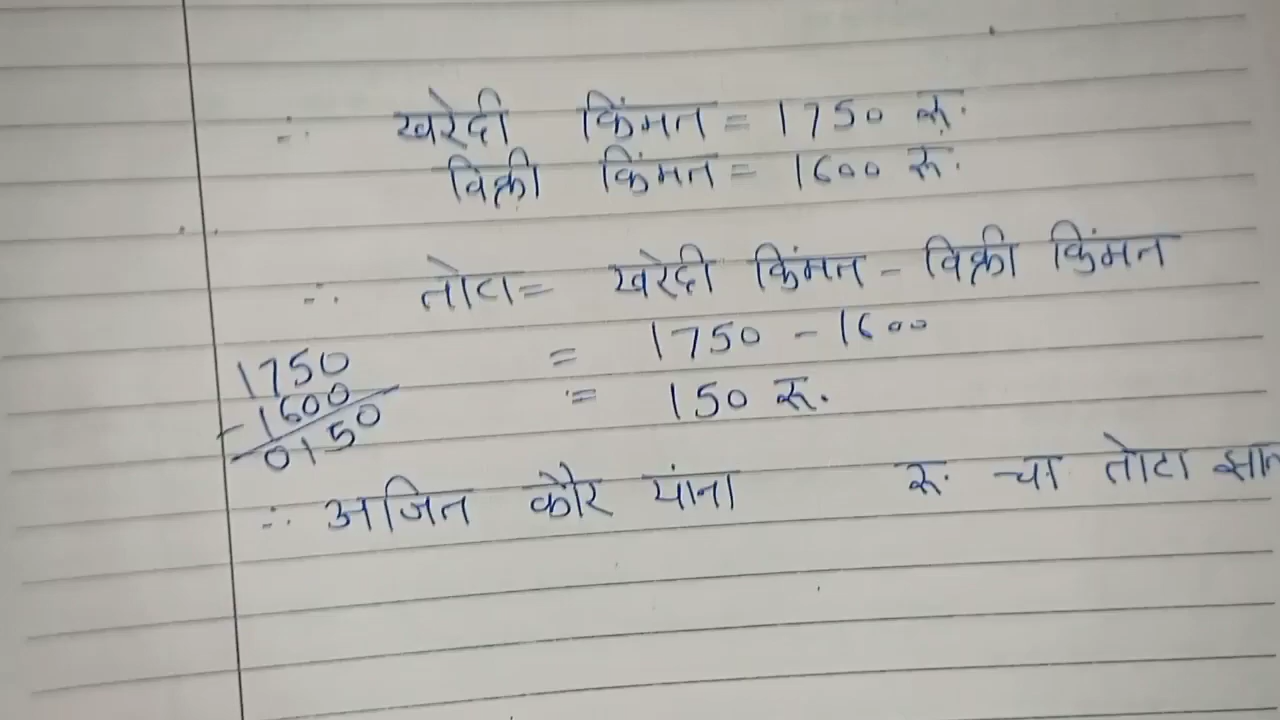 ∴ खरेदी किंमत = 1750 रू.
विक्री किंमत = 1600 रू.
∴ तोटा = खरेदी किंमत - विक्री किंमत
= 1750 - 1600
= 150 रू.
1750
- 1600
0150
∴ अजित कौर यांना रू. चा तोटा झाल